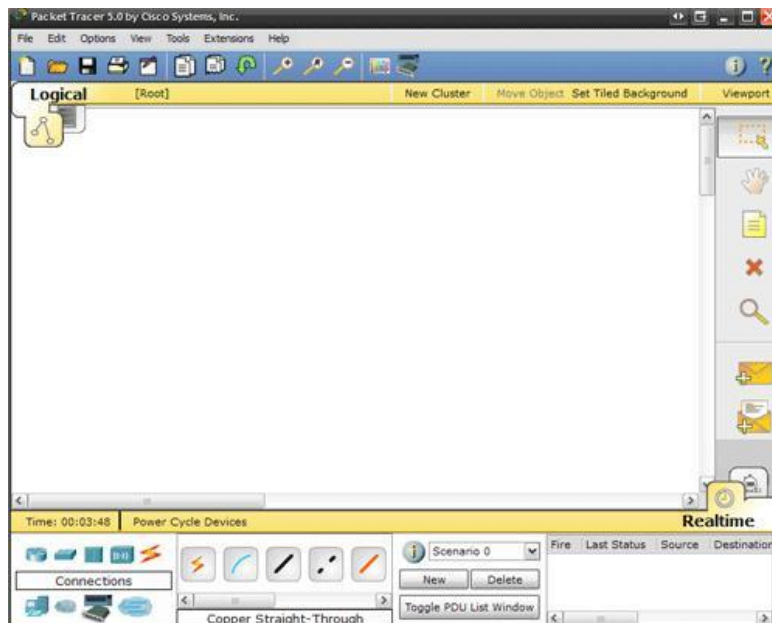 Packet Tracer 5.0 by Cisco Systems, Inc.
File Edit Options View Tools Extensions Help
Logical [Root] New Cluster Move Object Set Tiled Background Viewport
Time: 00:03:48 Power Cycle Devices Realtime
Scenario 0 Fire Last Status Source Destination
Connections New Delete
Toggle PDU List Window
Copper Straight-Through